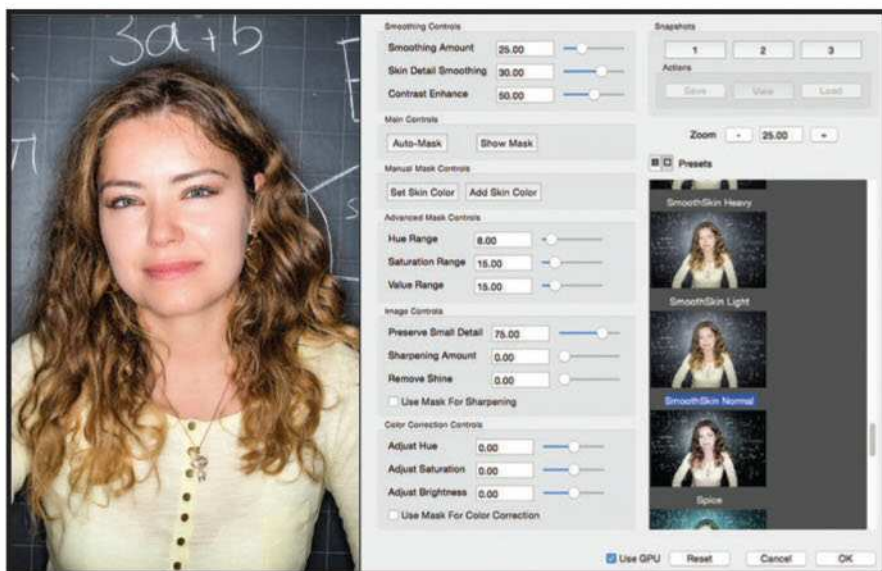 3a + b
π
Smoothing Controls
Smoothing Amount 25.00
Skin Detail Smoothing 30.00
Contrast Enhance 50.00
Main Controls
Auto-Mask Show Mask
Manual Mask Controls
Set Skin Color Add Skin Color
Advanced Mask Controls
Hue Range 8.00
Saturation Range 15.00
Value Range 15.00
Image Controls
Preserve Small Detail 75.00
Sharpening Amount 0.00
Remove Shine 0.00
Use Mask For Sharpening
Color Correction Controls
Adjust Hue 0.00
Adjust Saturation 0.00
Adjust Brightness 0.00
Use Mask For Color Correction
Snapshots
1 2 3
Actions
Save View Load
Zoom - 25.00 +
Presets
SmoothSkin Heavy
SmoothSkin Light
SmoothSkin Normal
Spice
Use GPU Reset Cancel OK